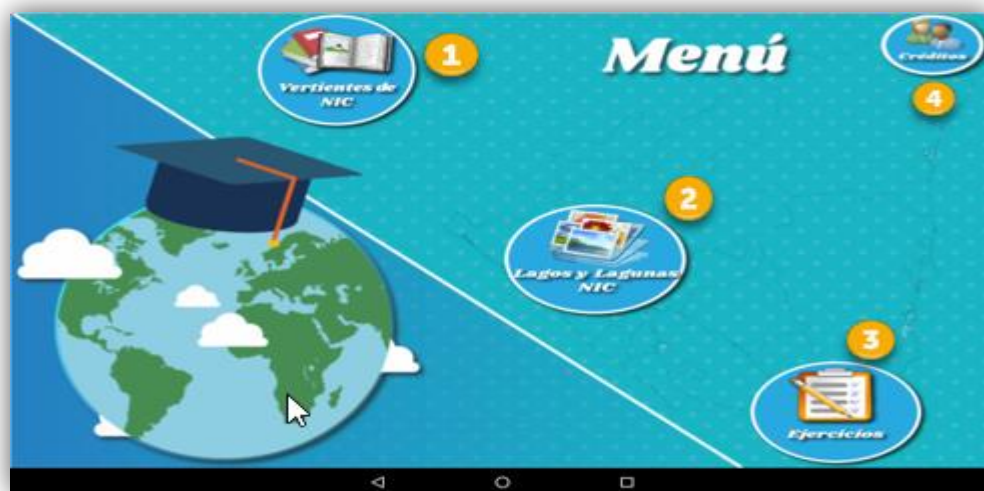 Menú
Vertientes de
NIC
1
Créditos
4
2
Lagos y Lagunas
NIC
3
Ejercicios